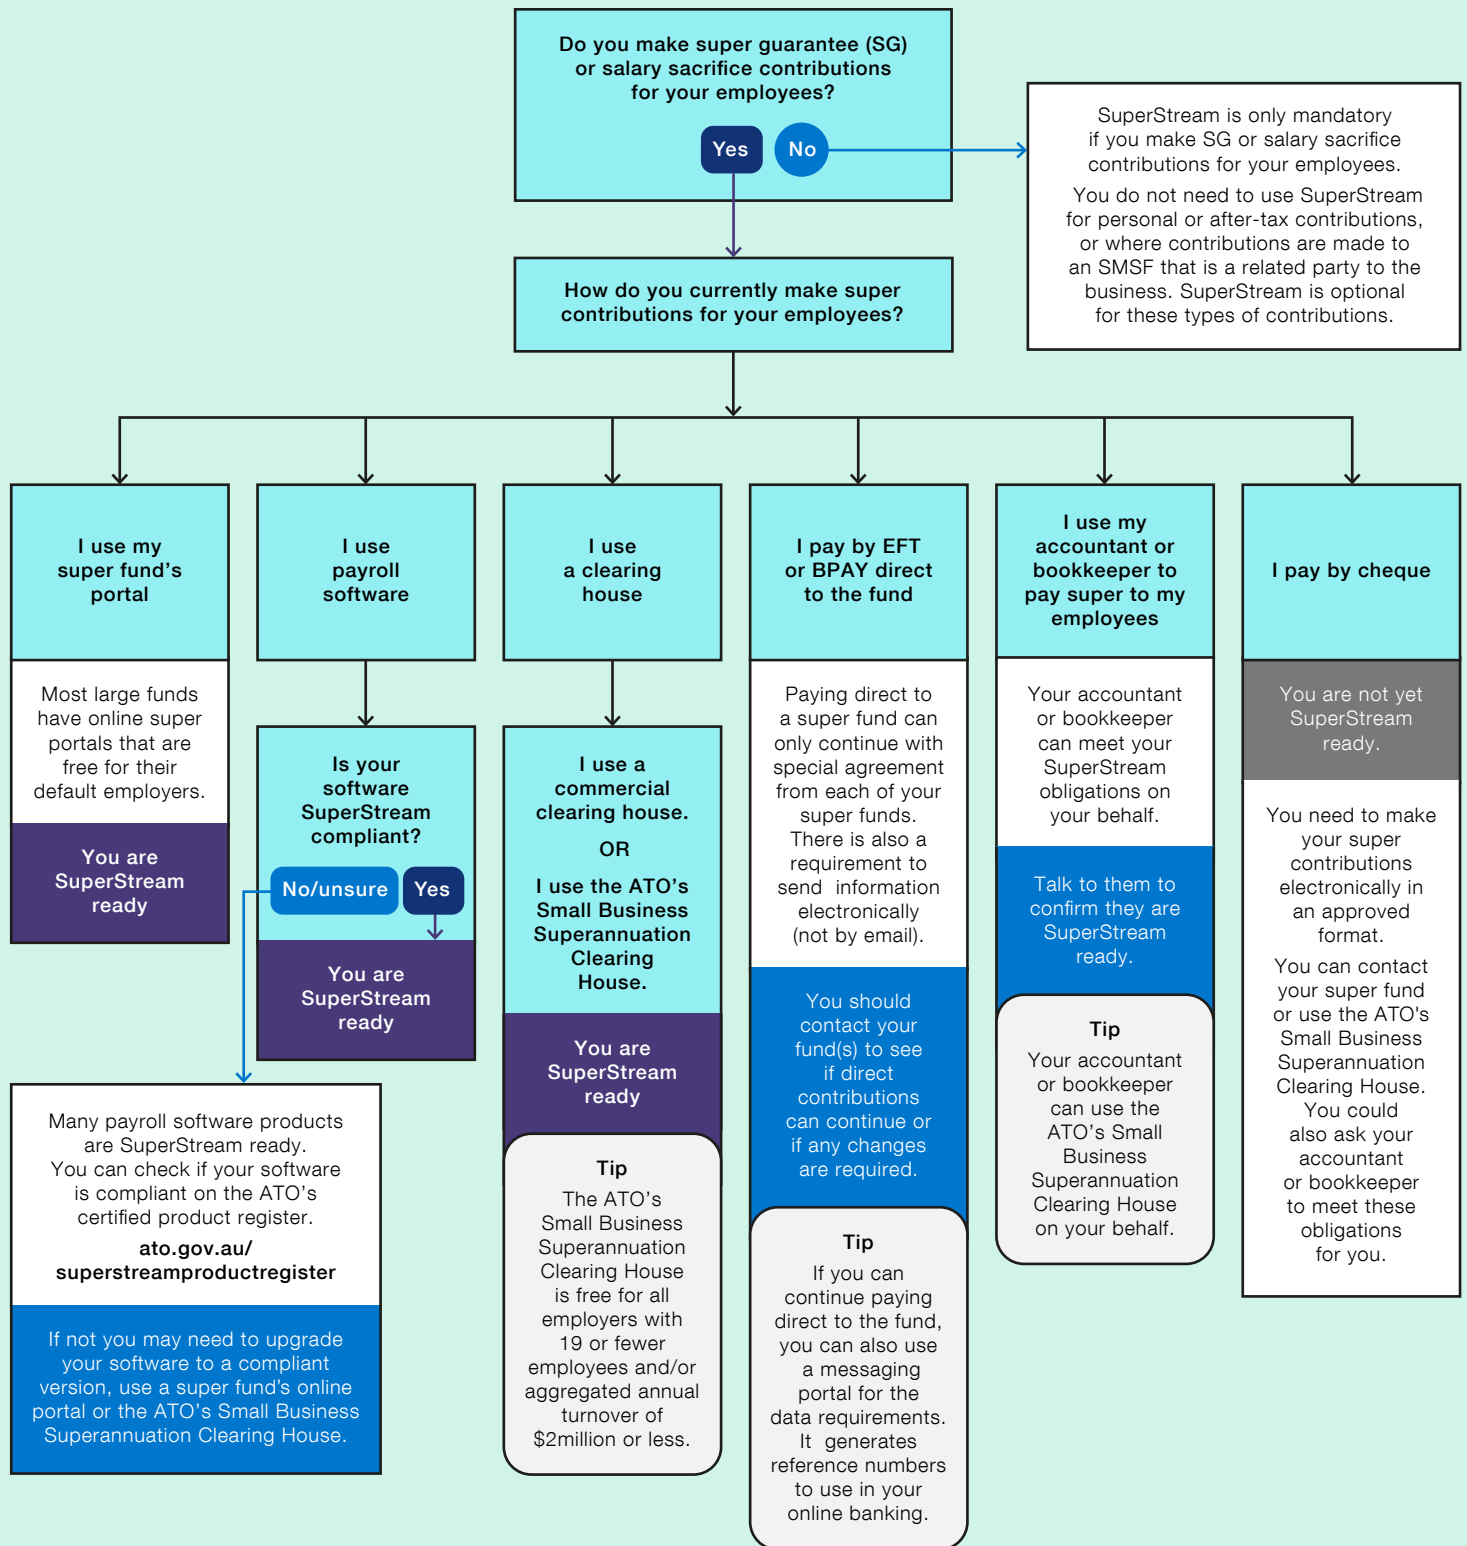 Do you make super guarantee (SG)
or salary sacrifice contributions
for your employees?
Yes
No
SuperStream is only mandatory
if you make SG or salary sacrifice
contributions for your employees.
You do not need to use SuperStream
for personal or after-tax contributions,
or where contributions are made to
an SMSF that is a related party to the
business. SuperStream is optional
for these types of contributions.
How do you currently make super
contributions for your employees?
I use my
super fund's
portal
Most large funds
have online super
portals that are
free for their
default employers.
You are
SuperStream
ready
I use
payroll
software
Is your
software
SuperStream
compliant?
No/unsure
Yes
You are
SuperStream
ready
Many payroll software products
are SuperStream ready.
You can check if your software
is compliant on the ATO's
certified product register.
ato.gov.au/
superstreamproductregister
If not you may need to upgrade
your software to a compliant
version, use a super fund's online
portal or the ATO's Small Business
Superannuation Clearing House.
I use
a clearing
house
I use a
commercial
clearing house.
OR
I use the ATO's
Small Business
Superannuation
Clearing
House.
You are
SuperStream
ready
Tip
The ATO's
Small Business
Superannuation
Clearing House
is free for all
employers with
19 or fewer
employees and/or
aggregated annual
turnover of
$2million or less.
I pay by EFT
or BPAY direct
to the fund
Paying direct to
a super fund can
only continue with
special agreement
from each of your
super funds.
There is also a
requirement to
send information
electronically
(not by email).
You should
contact your
fund(s) to see
if direct
contributions
can continue or
if any changes
are required.
Tip
If you can
continue paying
direct to the fund,
you can also use
a messaging
portal for the
data requirements.
It generates
reference numbers
to use in your
online banking.
I use my
accountant or
bookkeeper to
pay super to my
employees
Your accountant
or bookkeeper
can meet your
SuperStream
obligations on
your behalf.
Talk to them to
confirm they are
SuperStream
ready.
Tip
Your accountant
or bookkeeper
can use the
ATO's Small
Business
Superannuation
Clearing House
on your behalf.
I pay by cheque
You are not yet
SuperStream
ready.
You need to make
your super
contributions
electronically in
an approved
format.
You can contact
your super fund
or use the ATO's
Small Business
Superannuation
Clearing House.
You could
also ask your
accountant
or bookkeeper
to meet these
obligations
for you.